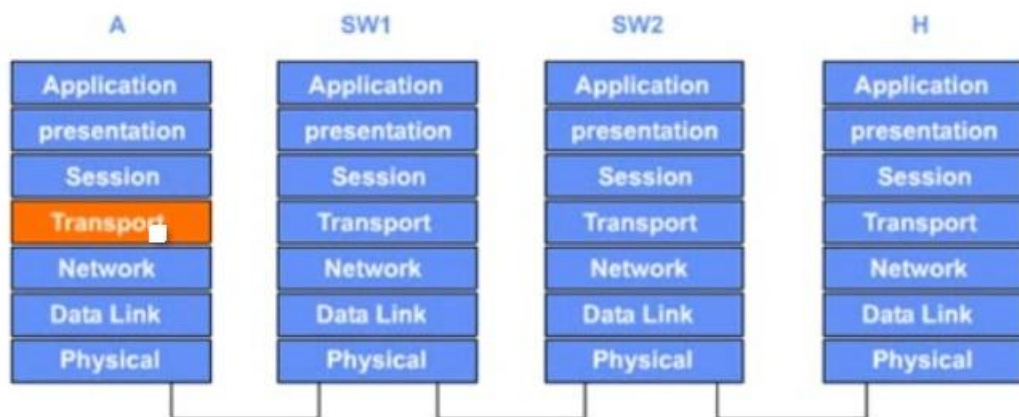 A SW1 SW2 H
Application Application Application Application
presentation presentation presentation presentation
Session Session Session Session
Transport Transport Transport Transport
Network Network Network Network
Data Link Data Link Data Link Data Link
Physical Physical Physical Physical